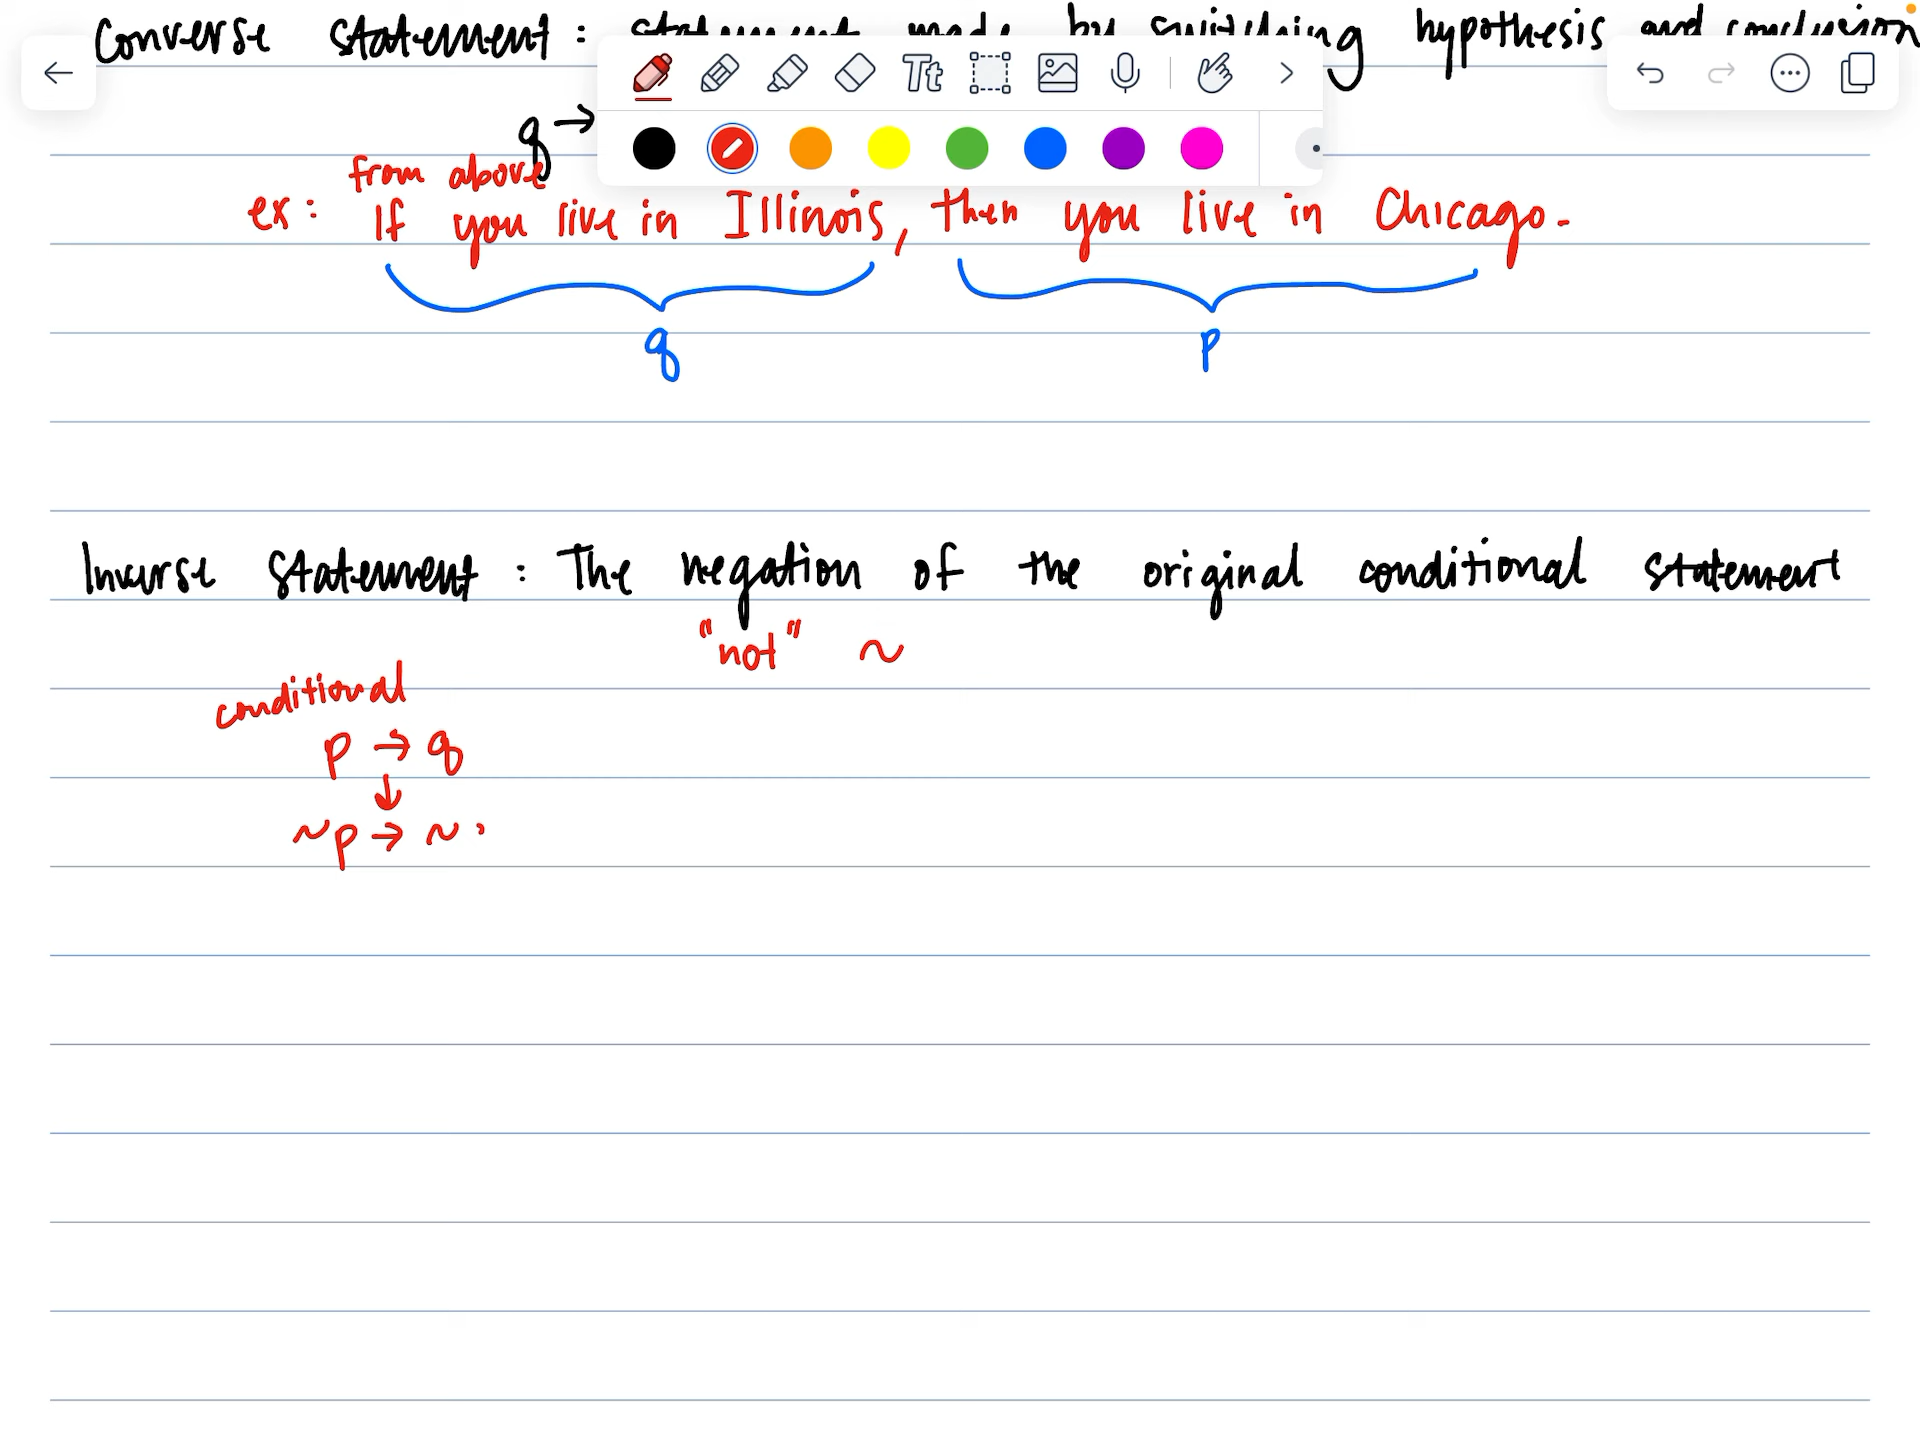 Converse statement: statement made by switching hypothesis and conclusion
Tt
q →
from above
ex: If you live in Illinois, then you live in Chicago.
q p
Inverse statement : The negation of the original conditional statement
"not" ~
conditional
p → q
↓
~p → ~